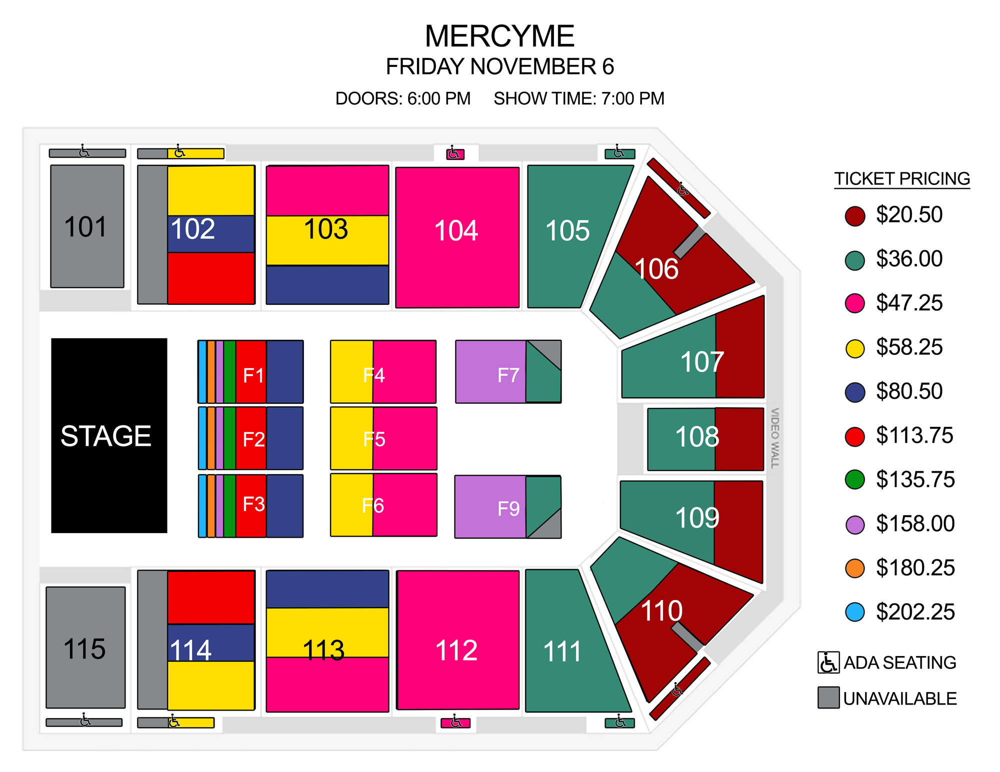 MERCYME
FRIDAY NOVEMBER 6
DOORS: 6:00 PM SHOW TIME: 7:00 PM
101
102
103
104
105
106
107
108
109
110
111
112
113
114
115
STAGE
F1
F2
F3
F4
F5
F6
F7
F9
VIDEO WALL
TICKET PRICING
$20.50
$36.00
$47.25
$58.25
$80.50
$113.75
$135.75
$158.00
$180.25
$202.25
ADA SEATING
UNAVAILABLE